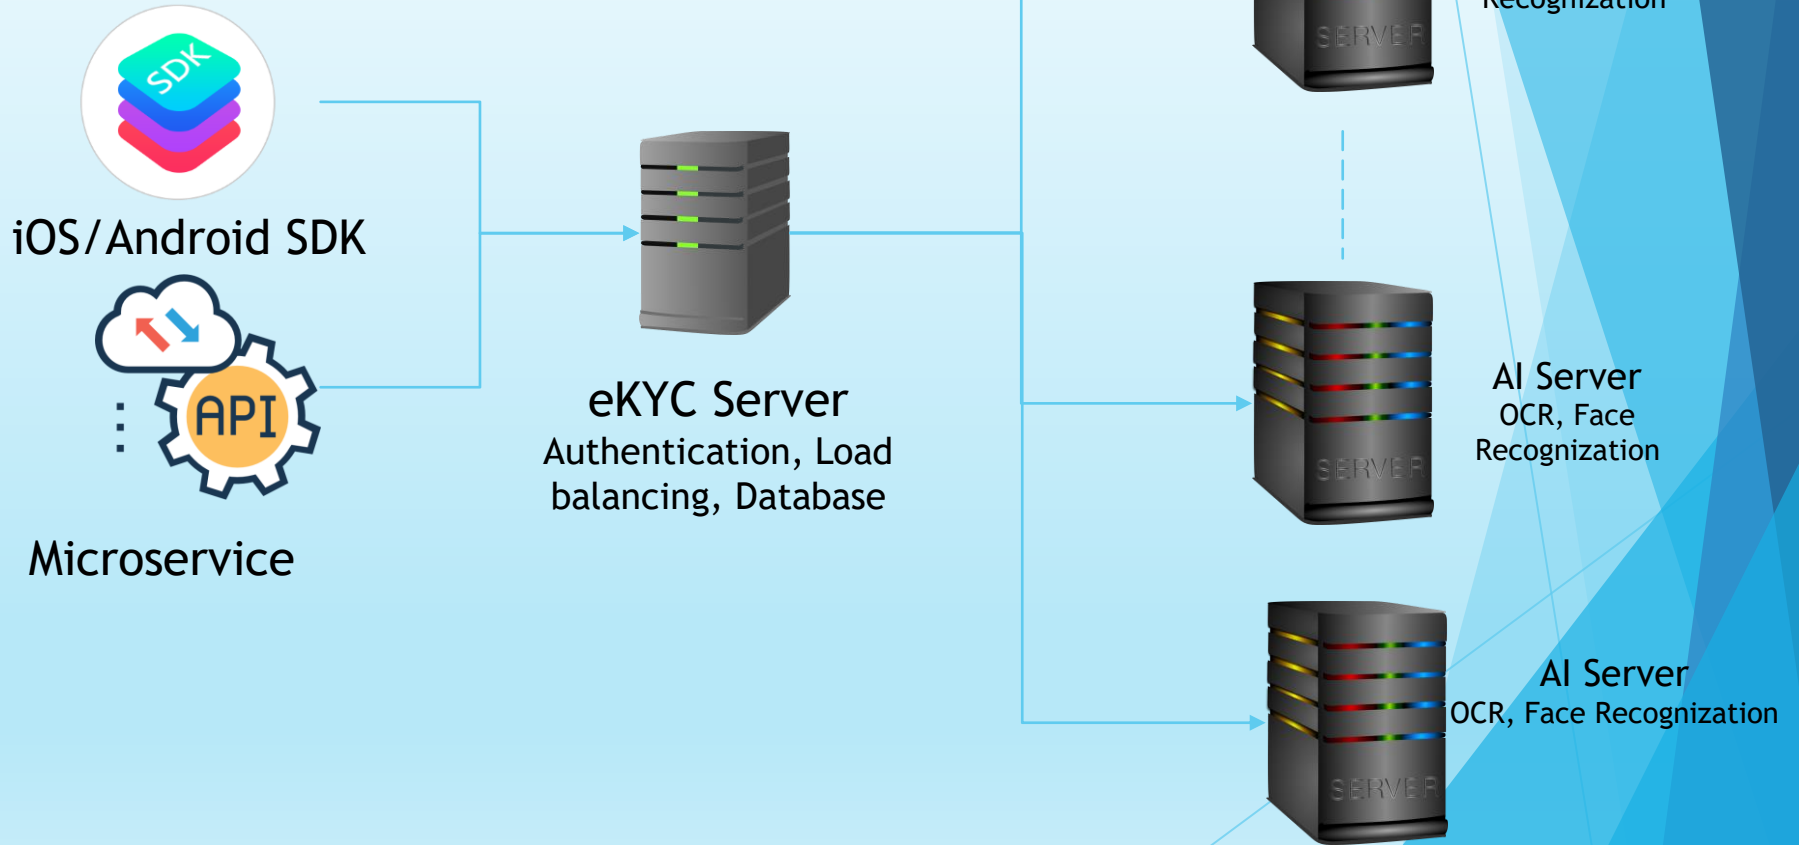 Recognization
SERVER
SDK
iOS/Android SDK
API
Microservice
eKYC Server
Authentication, Load
balancing, Database
SERVER
AI Server
OCR, Face
Recognization
SERVER
AI Server
OCR, Face Recognization